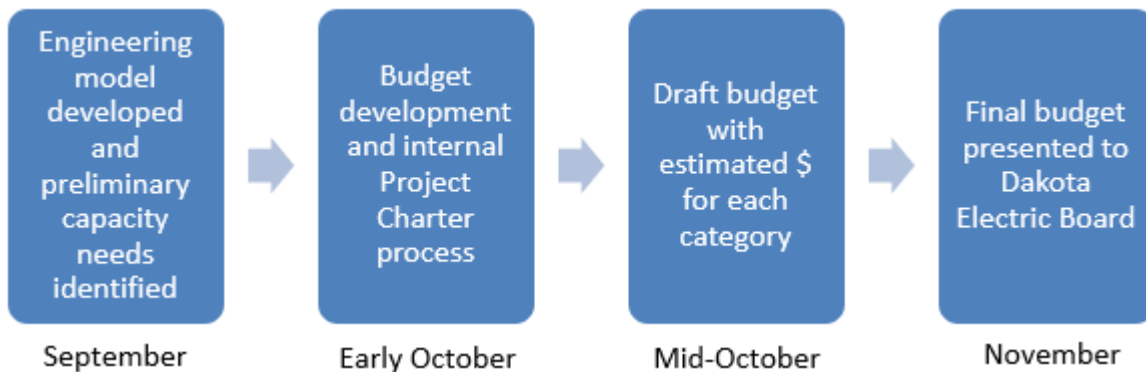 Engineering
model
developed
and
preliminary
capacity
needs
identified
Budget
development
and internal
Project
Charter
process
Draft budget
with
estimated $
for each
category
Final budget
presented to
Dakota
Electric Board
September
Early October
Mid-October
November